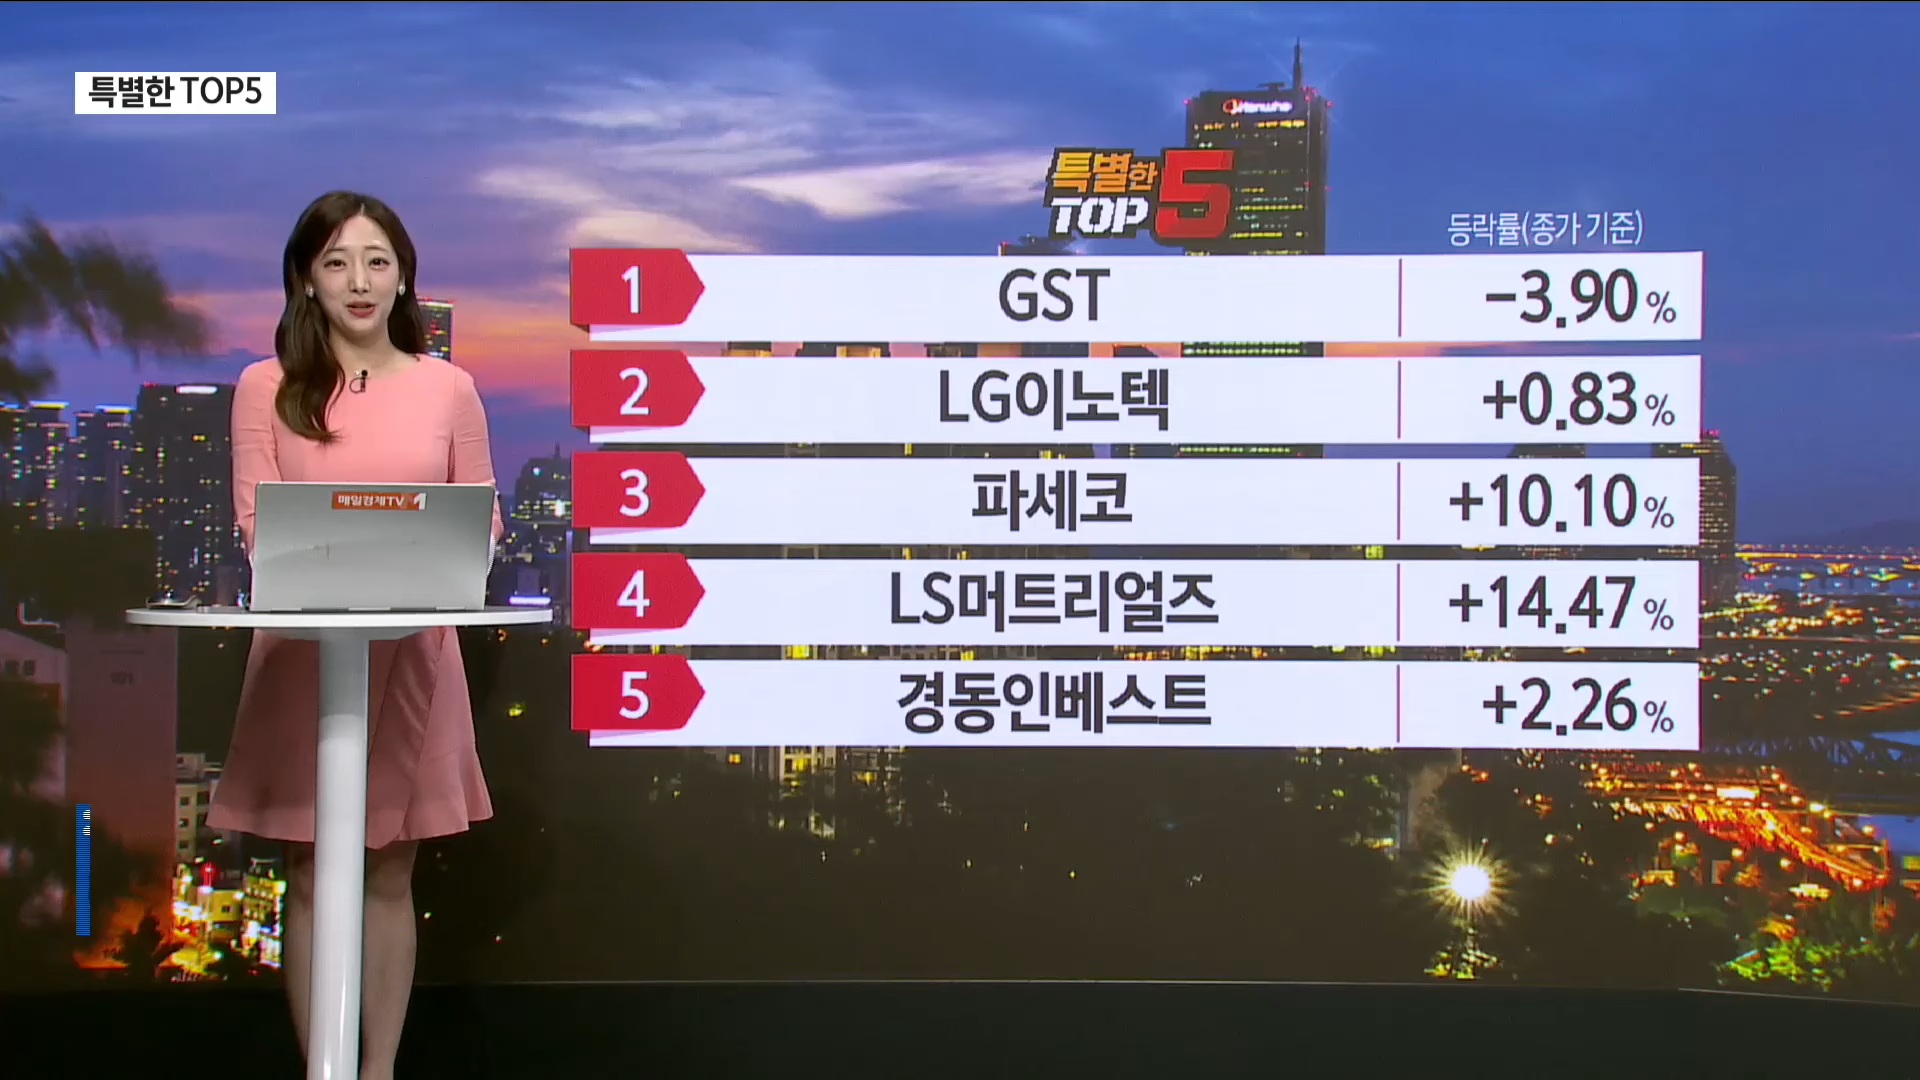 특별한 TOP5
Hanwha
특별한
TOP 5
등락률(종가 기준)
1 GST -3.90 %
2 LG이노텍 +0.83 %
3 파세코 +10.10 %
4 LS머트리얼즈 +14.47 %
5 경동인베스트 +2.26 %
매일경제TV 1